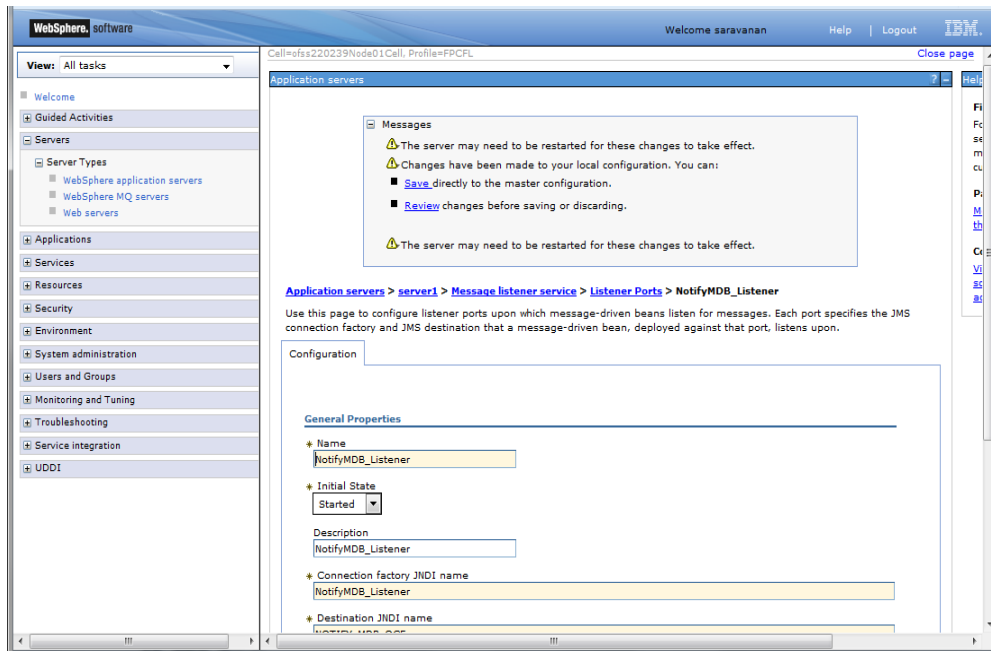 WebSphere. software
Welcome saravanan
Help | Logout
IBM.
View: All tasks
Welcome
Guided Activities
Servers
Server Types
WebSphere application servers
WebSphere MQ servers
Web servers
Applications
Services
Resources
Security
Environment
System administration
Users and Groups
Monitoring and Tuning
Troubleshooting
Service integration
UDDI
Cell=ofss220239Node01Cell, Profile=FPCFL
Close page
Application servers
? -
Messages
The server may need to be restarted for these changes to take effect.
Changes have been made to your local configuration. You can:
Save directly to the master configuration.
Review changes before saving or discarding.
The server may need to be restarted for these changes to take effect.
Application servers > server1 > Message listener service > Listener Ports > NotifyMDB_Listener
Use this page to configure listener ports upon which message-driven beans listen for messages. Each port specifies the JMS
connection factory and JMS destination that a message-driven bean, deployed against that port, listens upon.
Configuration
General Properties
* Name
NotifyMDB_Listener
* Initial State
Started
Description
NotifyMDB_Listener
* Connection factory JNDI name
NotifyMDB_Listener
* Destination JNDI name
Help